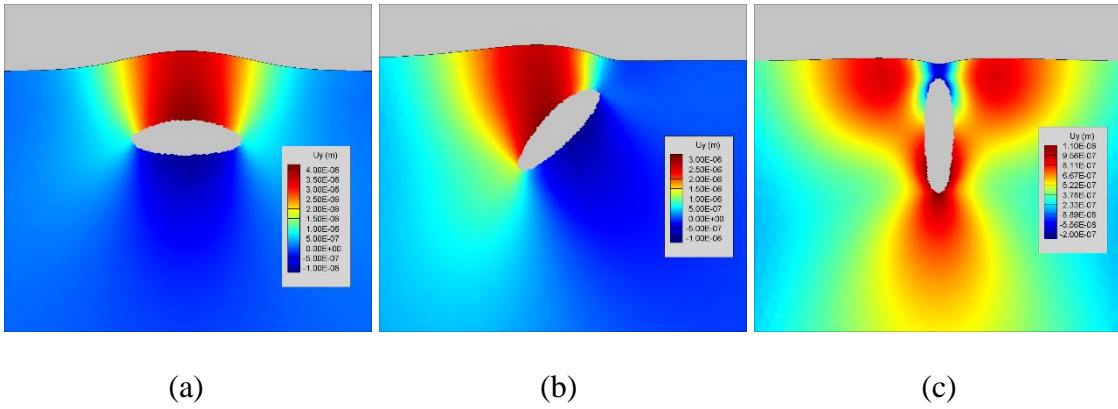 Uy (m)
4.00E-06
3.50E-06
3.00E-06
2.50E-06
2.00E-06
1.50E-06
1.00E-06
5.00E-07
0.00E+00
-5.00E-07
-1.00E-06
Uy (m)
3.00E-06
2.50E-06
2.00E-06
1.50E-06
1.00E-06
5.00E-07
0.00E+00
-5.00E-07
-1.00E-06
Uy (m)
1.10E-06
9.56E-07
8.11E-07
6.67E-07
5.22E-07
3.78E-07
2.33E-07
8.89E-08
-5.56E-08
-2.00E-07
(a) (b) (c)